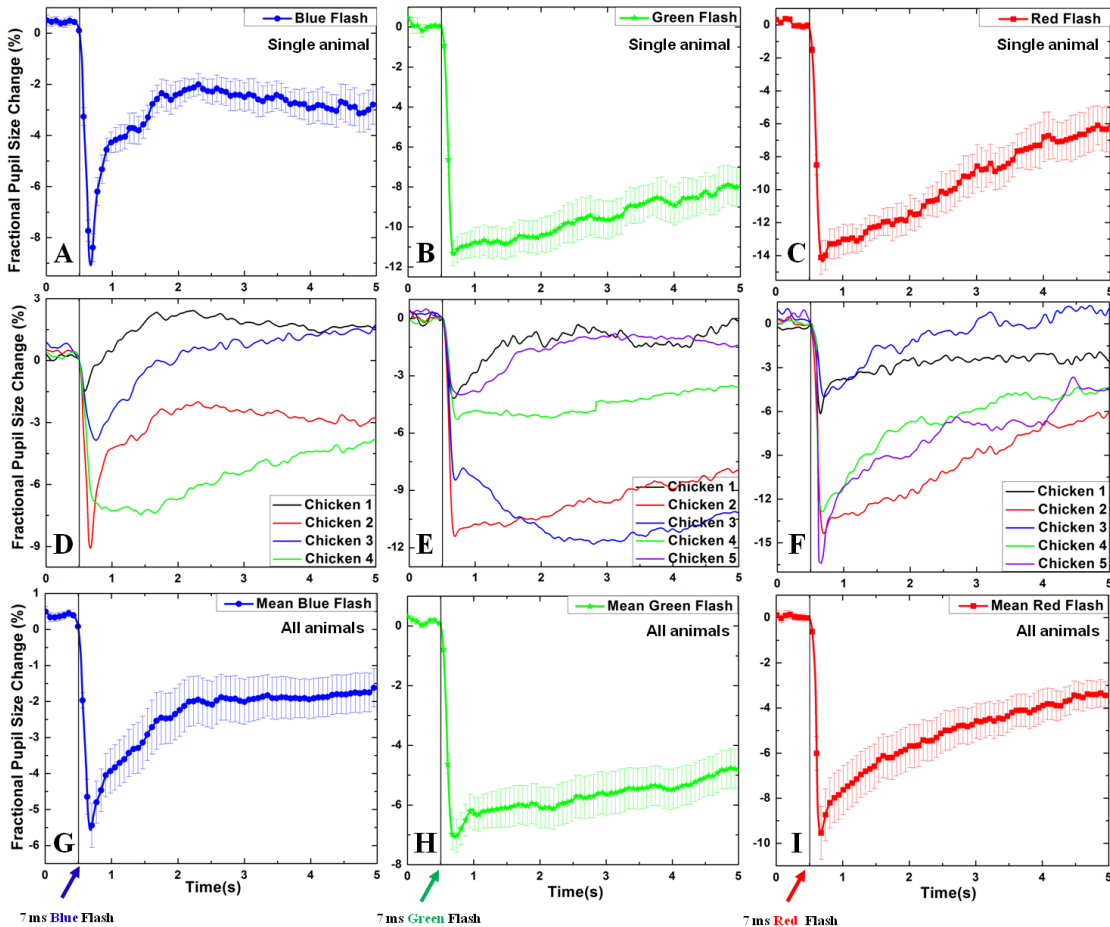 Fractional Pupil Size Change (%)
0
-2
-4
-6
-8
0 1 2 3 4 5
Blue Flash
Single animal
A
0
-2
-4
-6
-8
-10
-12
0 1 2 3 4 5
Green Flash
Single animal
B
0
-2
-4
-6
-8
-10
-12
-14
0 1 2 3 4 5
Red Flash
Single animal
C
Fractional Pupil Size Change (%)
3
0
-3
-6
-9
0 1 2 3 4 5
Chicken 1
Chicken 2
Chicken 3
Chicken 4
D
0
-3
-6
-9
-12
0 1 2 3 4 5
Chicken 1
Chicken 2
Chicken 3
Chicken 4
Chicken 5
E
0
-3
-6
-9
-12
-15
0 1 2 3 4 5
Chicken 1
Chicken 2
Chicken 3
Chicken 4
Chicken 5
F
Fractional Pupil Size Change (%)
1
0
-1
-2
-3
-4
-5
-6
0 1 2 3 4 5
Mean Blue Flash
All animals
G
Time(s)
7 ms Blue Flash
0
-2
-4
-6
-8
0 1 2 3 4 5
Mean Green Flash
All animals
H
Time(s)
7 ms Green Flash
0
-2
-4
-6
-8
-10
0 1 2 3 4 5
Mean Red Flash
All animals
I
Time(s)
7 ms Red Flash